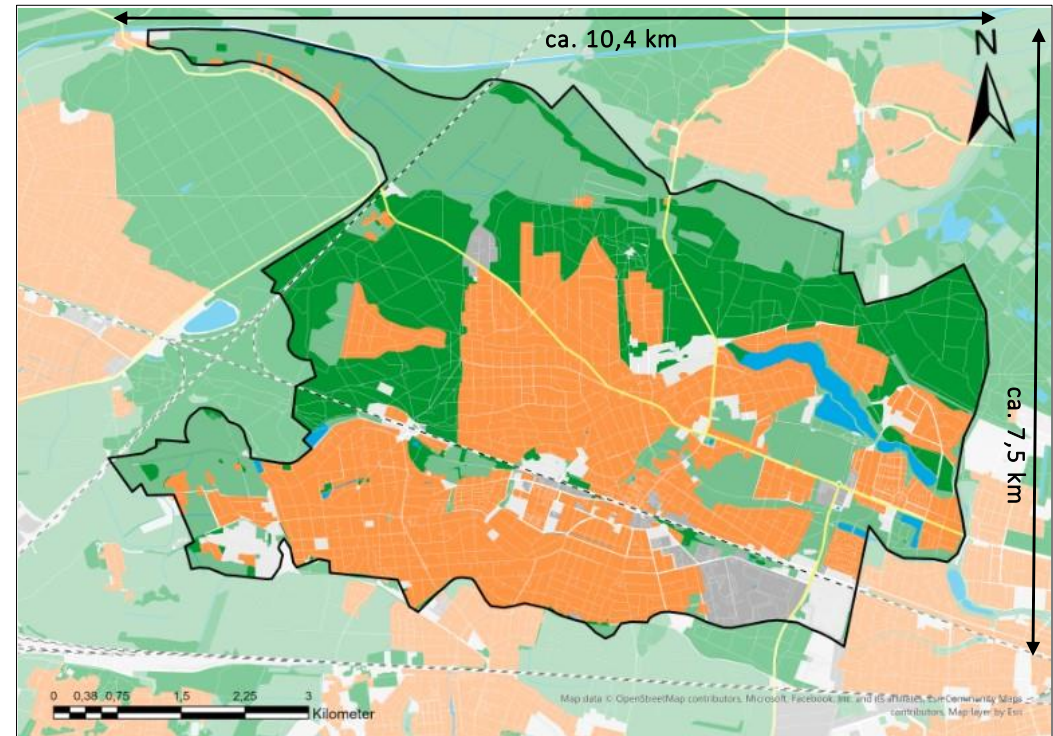 ca. 10,4 km
N
ca. 7,5 km
0 0,38 0,75 1,5 2,25 3
Kilometer
Map data © OpenStreetMap contributors, Microsoft, Facebook, Inc. and its affiliates, Esri Community Maps
contributors, Map layer by Esri